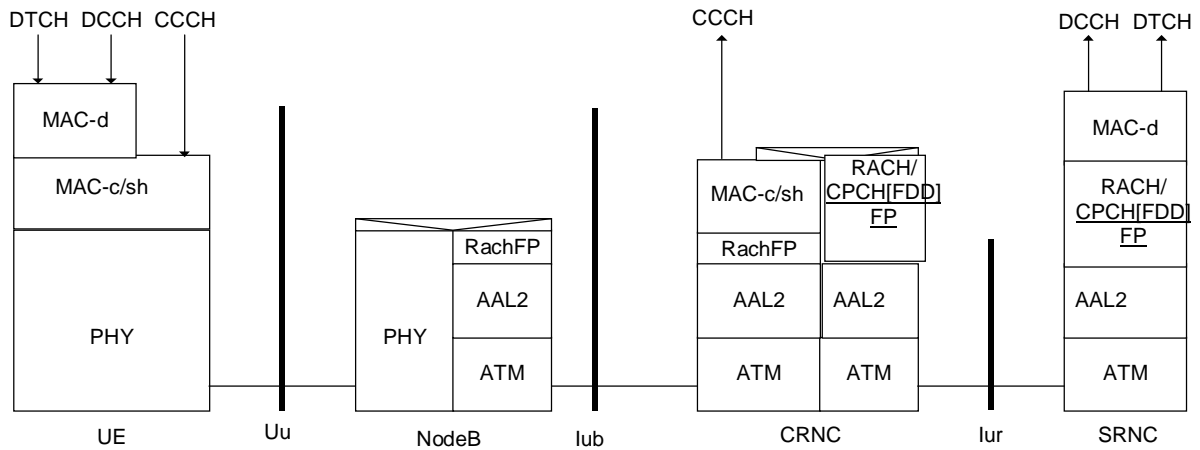 DTCH DCCH CCCH
CCCH
DCCH DTCH
MAC-d
MAC-c/sh
PHY
UE
Uu
PHY
RachFP
AAL2
ATM
NodeB
Iub
MAC-c/sh
RachFP
AAL2
ATM
RACH/
CPCH[FDD]
FP
AAL2
ATM
CRNC
Iur
MAC-d
RACH/
CPCH[FDD]
FP
AAL2
ATM
SRNC